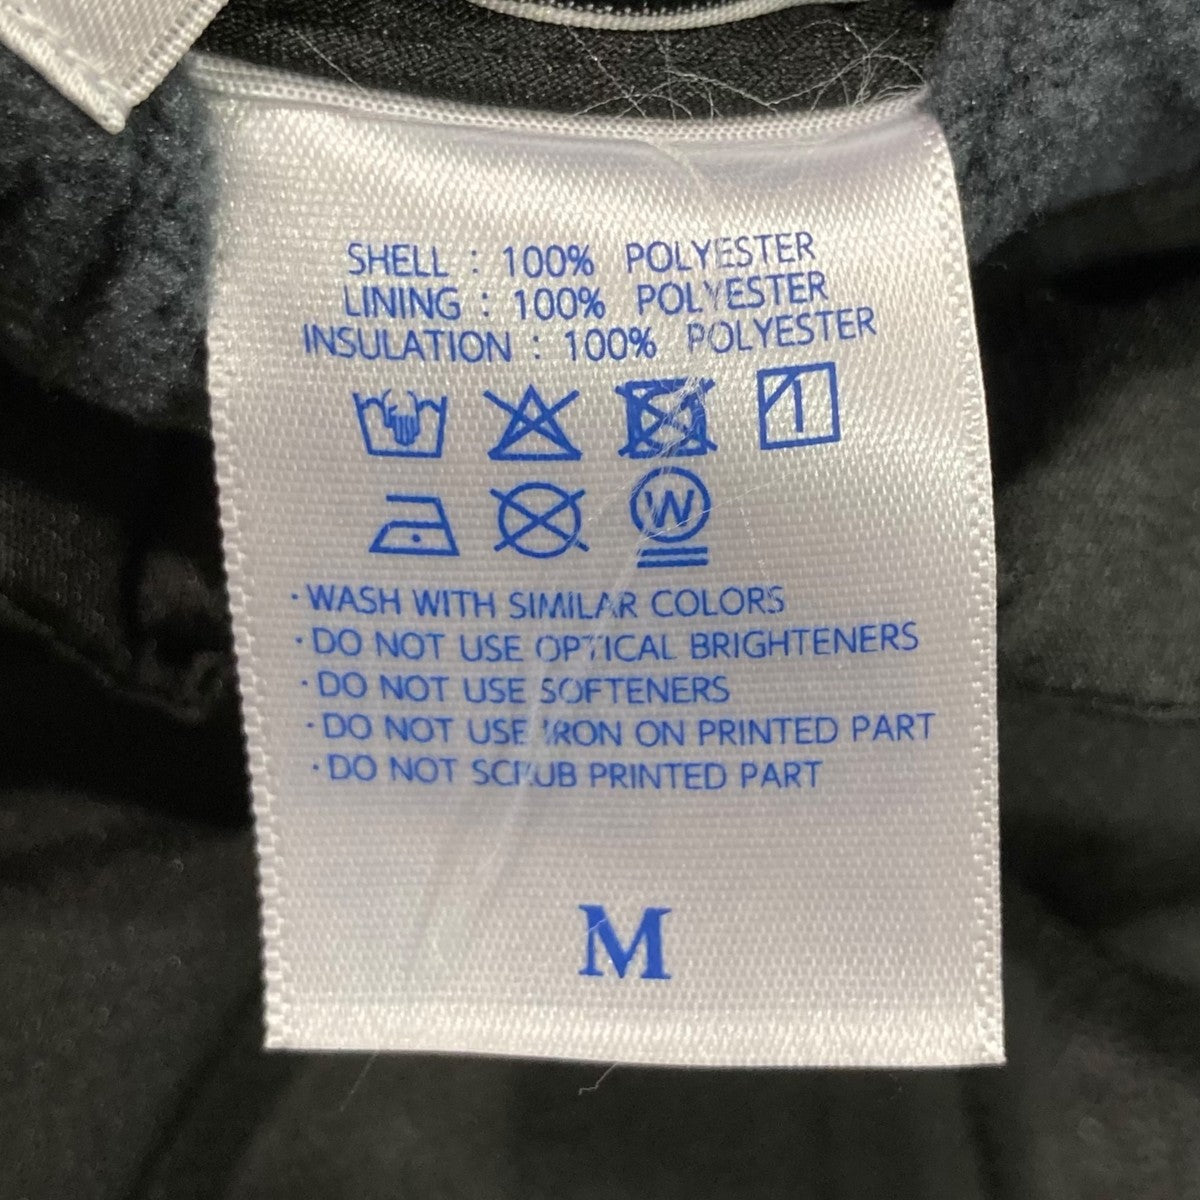 SHELL : 100% POLYESTER
LINING : 100% POLYESTER
INSULATION : 100% POLYESTER
W
·WASH WITH SIMILAR COLORS
·DO NOT USE OPTICAL BRIGHTENERS
·DO NOT USE SOFTENERS
·DO NOT USE IRON ON PRINTED PART
·DO NOT SCRUB PRINTED PART
M